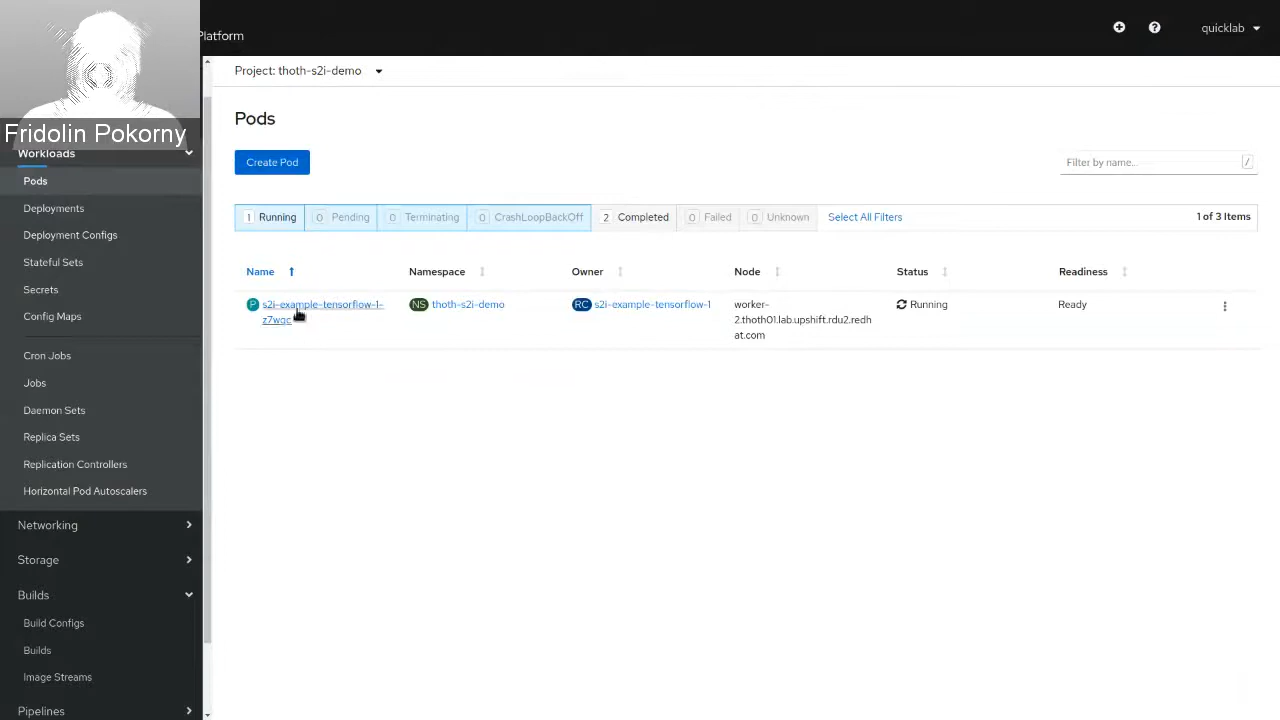 Platform
quicklab
Fridolin Pokorny
Project: thoth-s2i-demo
Workloads
Pods
Deployments
Deployment Configs
Stateful Sets
Secrets
Config Maps
Cron Jobs
Jobs
Daemon Sets
Replica Sets
Replication Controllers
Horizontal Pod Autoscalers
Networking
Storage
Builds
Build Configs
Builds
Image Streams
Pipelines
Pods
Create Pod
Filter by name... /
1 Running 0 Pending 0 Terminating 0 CrashLoopBackOff 2 Completed 0 Failed 0 Unknown Select All Filters 1 of 3 Items
Name Namespace Owner Node Status Readiness
P s2i-example-tensorflow-1-
z7wqc
NS thoth-s2i-demo
RC s2i-example-tensorflow-1
worker-
2.thoth01.lab.upshift.rdu2.redh
at.com
Running
Ready